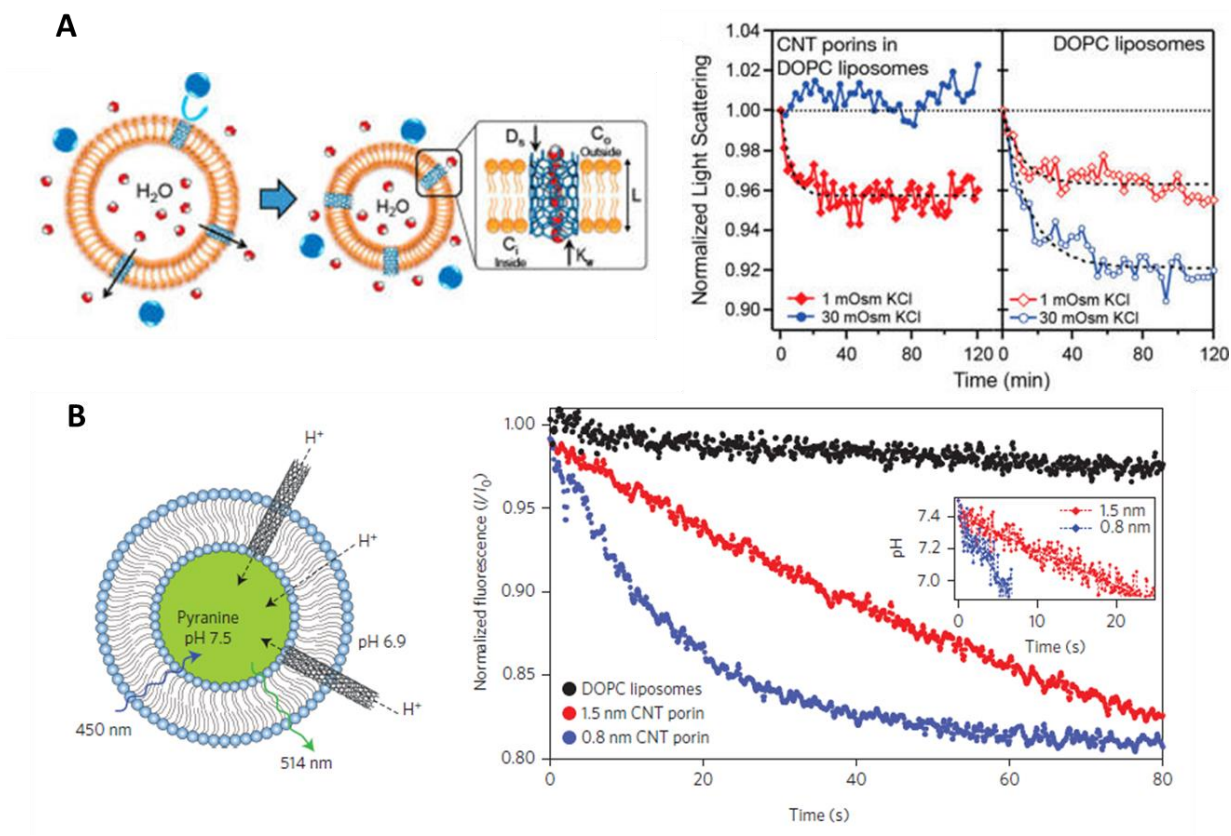 A
H₂O
H₂O
Dₛ
Cₒ
Outside
L
Cᵢ
Inside
K_w
Normalized Light Scattering
1.04
1.02
1.00
0.98
0.96
0.94
0.92
0.90
CNT porins in
DOPC liposomes
1 mOsm KCl
30 mOsm KCl
DOPC liposomes
1 mOsm KCl
30 mOsm KCl
0 40 80 120 0 40 80 120
Time (min)
B
H⁺
H⁺
Pyranine
pH 7.5
pH 6.9
H⁺
450 nm
514 nm
Normalized fluorescence (I/I₀)
1.00
0.95
0.90
0.85
0.80
DOPC liposomes
1.5 nm CNT porin
0.8 nm CNT porin
0 20 40 60 80
Time (s)
pH
7.4
7.2
7.0
1.5 nm
0.8 nm
0 10 20
Time (s)